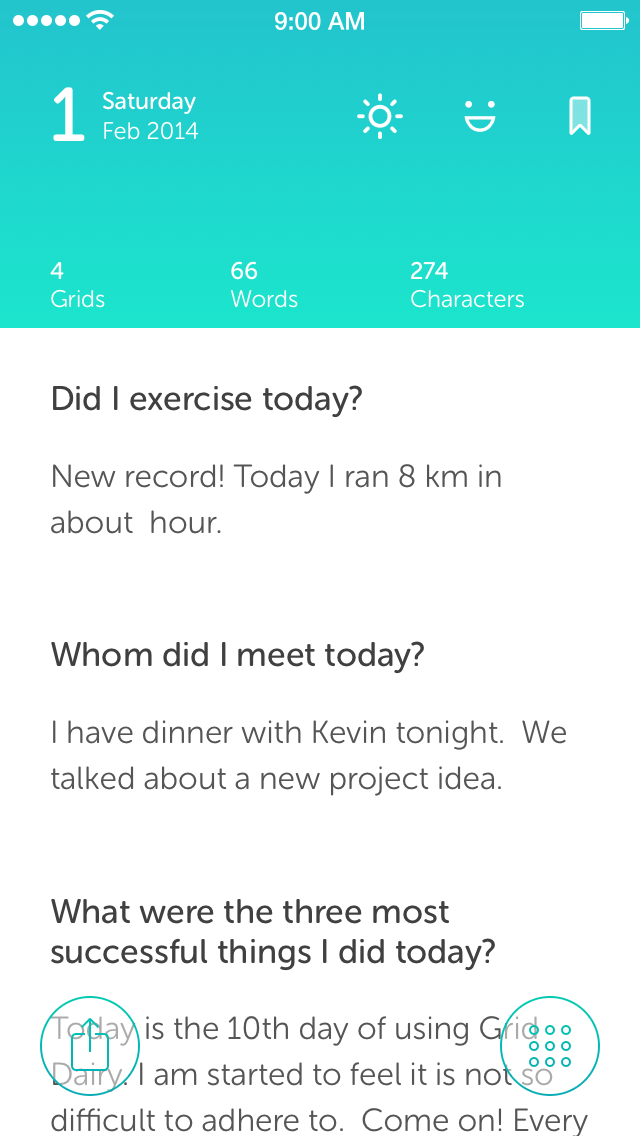 9:00 AM
1
Saturday
Feb 2014
4
Grids
66
Words
274
Characters
Did I exercise today?
New record! Today I ran 8 km in
about  hour.
Whom did I meet today?
I have dinner with Kevin tonight.  We
talked about a new project idea.
What were the three most
successful things I did today?
Today is the 10th day of using Grid
Dairy. I am started to feel it is not so
difficult to adhere to.  Come on! Every